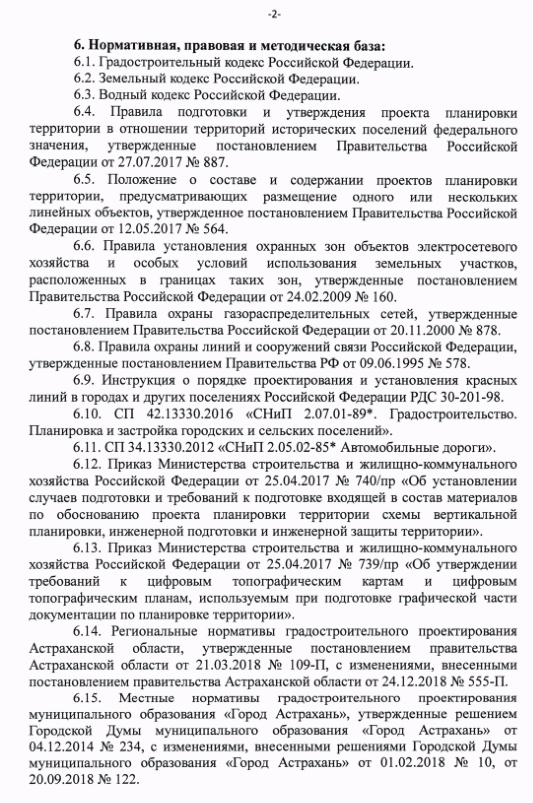 -2-
6. Нормативная, правовая и методическая база:
6.1. Градостроительный кодекс Российской Федерации.
6.2. Земельный кодекс Российской Федерации.
6.3. Водный кодекс Российской Федерации.
6.4. Правила подготовки и утверждения проекта планировки
территории в отношении территорий исторических поселений федерального
значения, утвержденные постановлением Правительства Российской
Федерации от 27.07.2017 № 887.
6.5. Положение о составе и содержании проектов планировки
территории, предусматривающих размещение одного или нескольких
линейных объектов, утвержденное постановлением Правительства Российской
Федерации от 12.05.2017 № 564.
6.6. Правила установления охранных зон объектов электросетевого
хозяйства и особых условий использования земельных участков,
расположенных в границах таких зон, утвержденные постановлением
Правительства Российской Федерации от 24.02.2009 № 160.
6.7. Правила охраны газораспределительных сетей, утвержденные
постановлением Правительства Российской Федерации от 20.11.2000 № 878.
6.8. Правила охраны линий и сооружений связи Российской Федерации,
утвержденные постановлением Правительства РФ от 09.06.1995 № 578.
6.9. Инструкция о порядке проектирования и установления красных
линий в городах и других поселениях Российской Федерации РДС 30-201-98.
6.10. СП 42.13330.2016 «СНиП 2.07.01-89*. Градостроительство.
Планировка и застройка городских и сельских поселений».
6.11. СП 34.13330.2012 «СНиП 2.05.02-85* Автомобильные дороги».
6.12. Приказ Министерства строительства и жилищно-коммунального
хозяйства Российской Федерации от 25.04.2017 № 740/пр «Об установлении
случаев подготовки и требований к подготовке входящей в состав материалов
по обоснованию проекта планировки территории схемы вертикальной
планировки, инженерной подготовки и инженерной защиты территории».
6.13. Приказ Министерства строительства и жилищно-коммунального
хозяйства Российской Федерации от 25.04.2017 № 739/пр «Об утверждении
требований к цифровым топографическим картам и цифровым
топографическим планам, используемым при подготовке графической части
документации по планировке территории».
6.14. Региональные нормативы градостроительного проектирования
Астраханской области, утвержденные постановлением правительства
Астраханской области от 21.03.2018 № 109-П, с изменениями, внесенными
постановлением правительства Астраханской области от 24.12.2018 № 555-П.
6.15. Местные нормативы градостроительного проектирования
муниципального образования «Город Астрахань», утвержденные решением
Городской Думы муниципального образования «Город Астрахань» от
04.12.2014 № 234, с изменениями, внесенными решениями Городской Думы
муниципального образования «Город Астрахань» от 01.02.2018 № 10, от
20.09.2018 № 122.